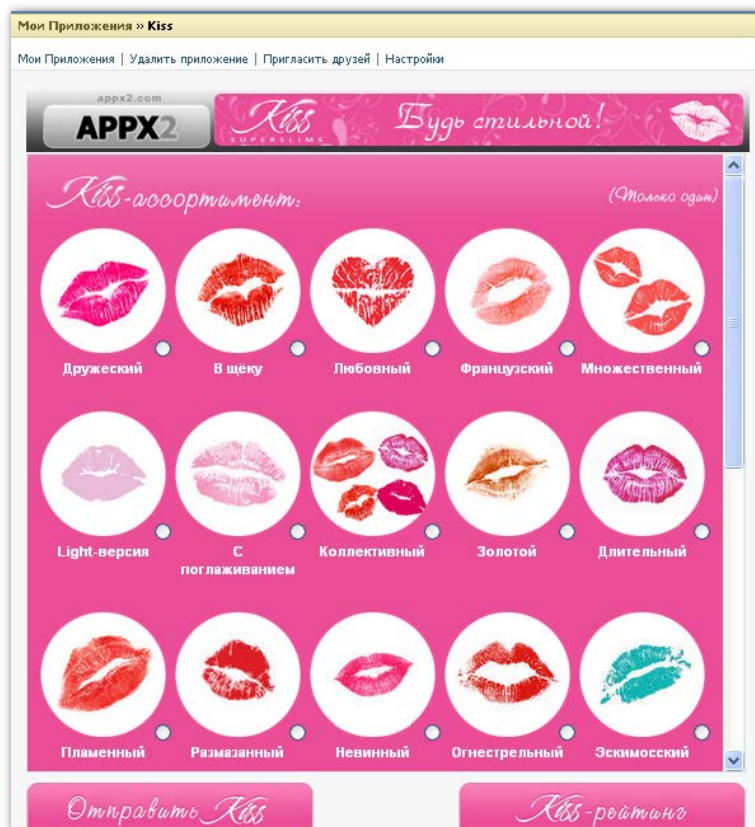 Мои Приложения » Kiss
Мои Приложения | Удалить приложение | Пригласить друзей | Настройки
appx2.com
APPX2
Kiss
SUPERSLIMS
Будь стильной!
Kiss-ассортимент:
(Только один)
Дружеский
В щёку
Любовный
Французский
Множественный
Light-версия
С
поглаживанием
Коллективный
Золотой
Длительный
Пламенный
Размазанный
Невинный
Огнестрельный
Эскимосский
Отправить Kiss
Kiss-рейтинг